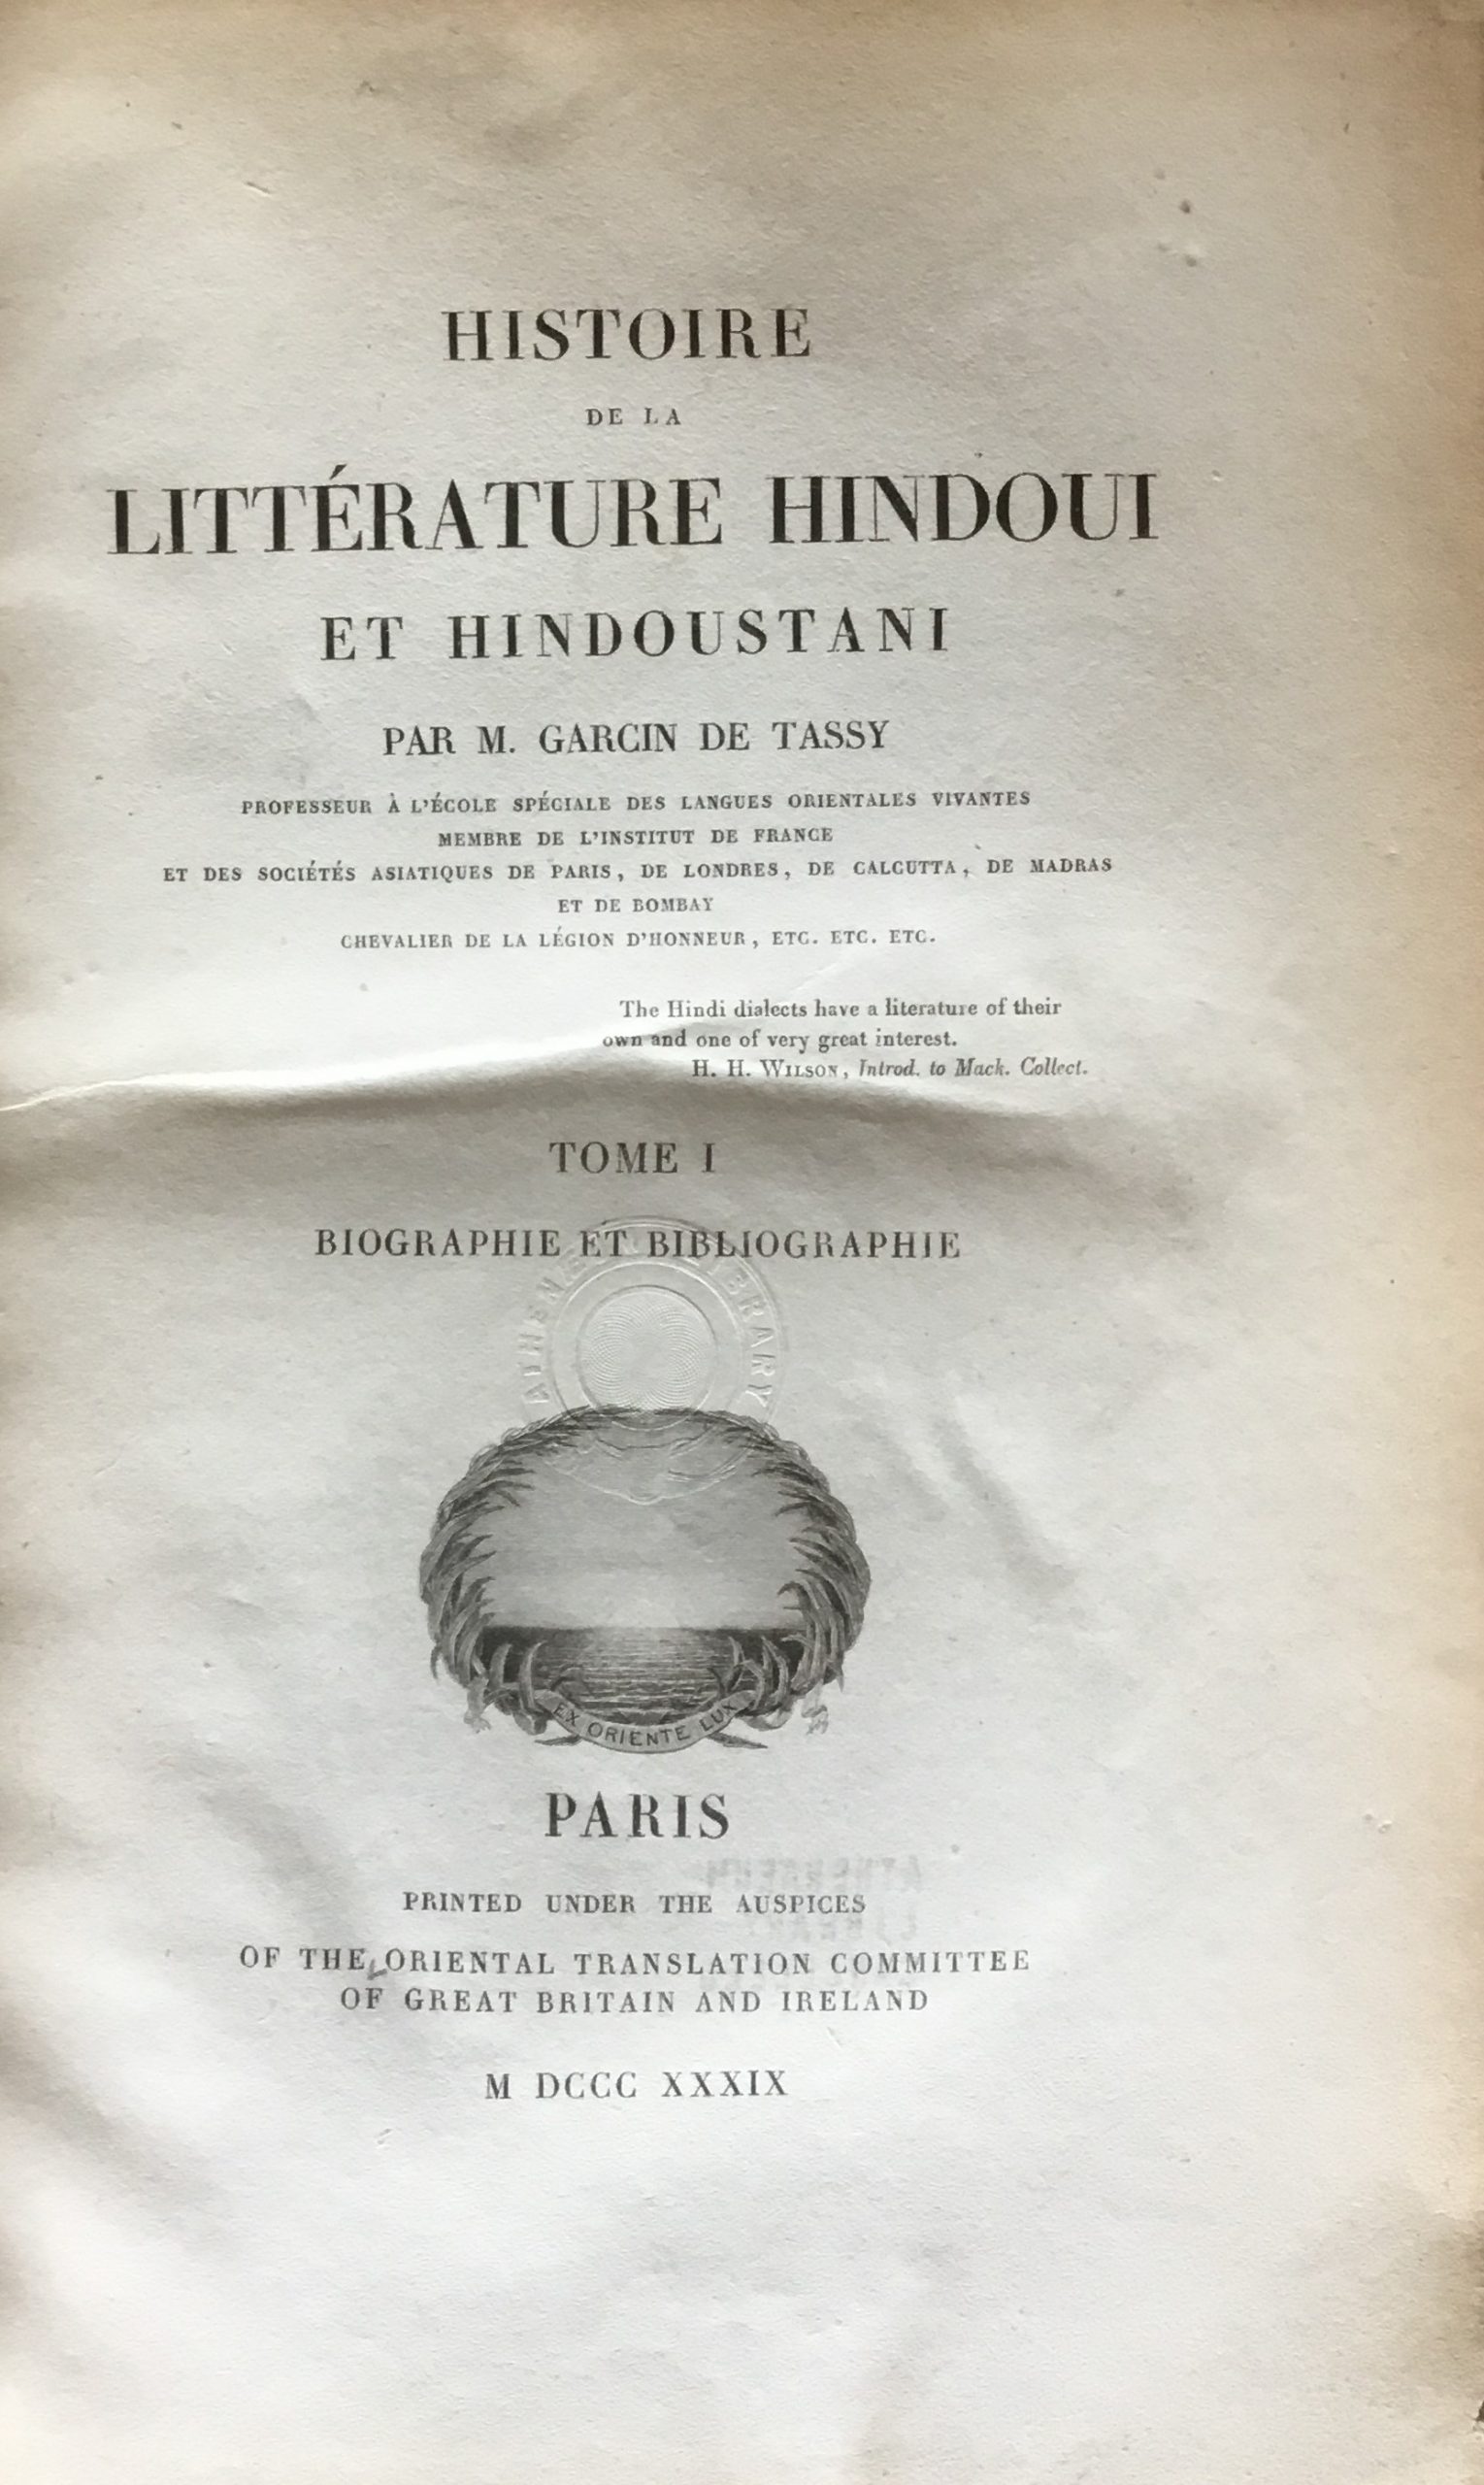 HISTOIRE
DE LA
LITTÉRATURE HINDOUI
ET HINDOUSTANI
PAR M. GARCIN DE TASSY
PROFESSEUR À L'ÉCOLE SPÉCIALE DES LANGUES ORIENTALES VIVANTES
MEMBRE DE L'INSTITUT DE FRANCE
ET DES SOCIÉTÉS ASIATIQUES DE PARIS, DE LONDRES, DE CALCUTTA, DE MADRAS
ET DE BOMBAY
CHEVALIER DE LA LÉGION D'HONNEUR, ETC. ETC. ETC.
The Hindi dialects have a literature of their
own and one of very great interest.
H. H. WILSON, Introd. to Mack. Collect.
TOME I
BIOGRAPHIE ET BIBLIOGRAPHIE
LIBRARY
EX ORIENTE LUX
PARIS
PRINTED UNDER THE AUSPICES
OF THE ORIENTAL TRANSLATION COMMITTEE
OF GREAT BRITAIN AND IRELAND
M DCCC XXXIX